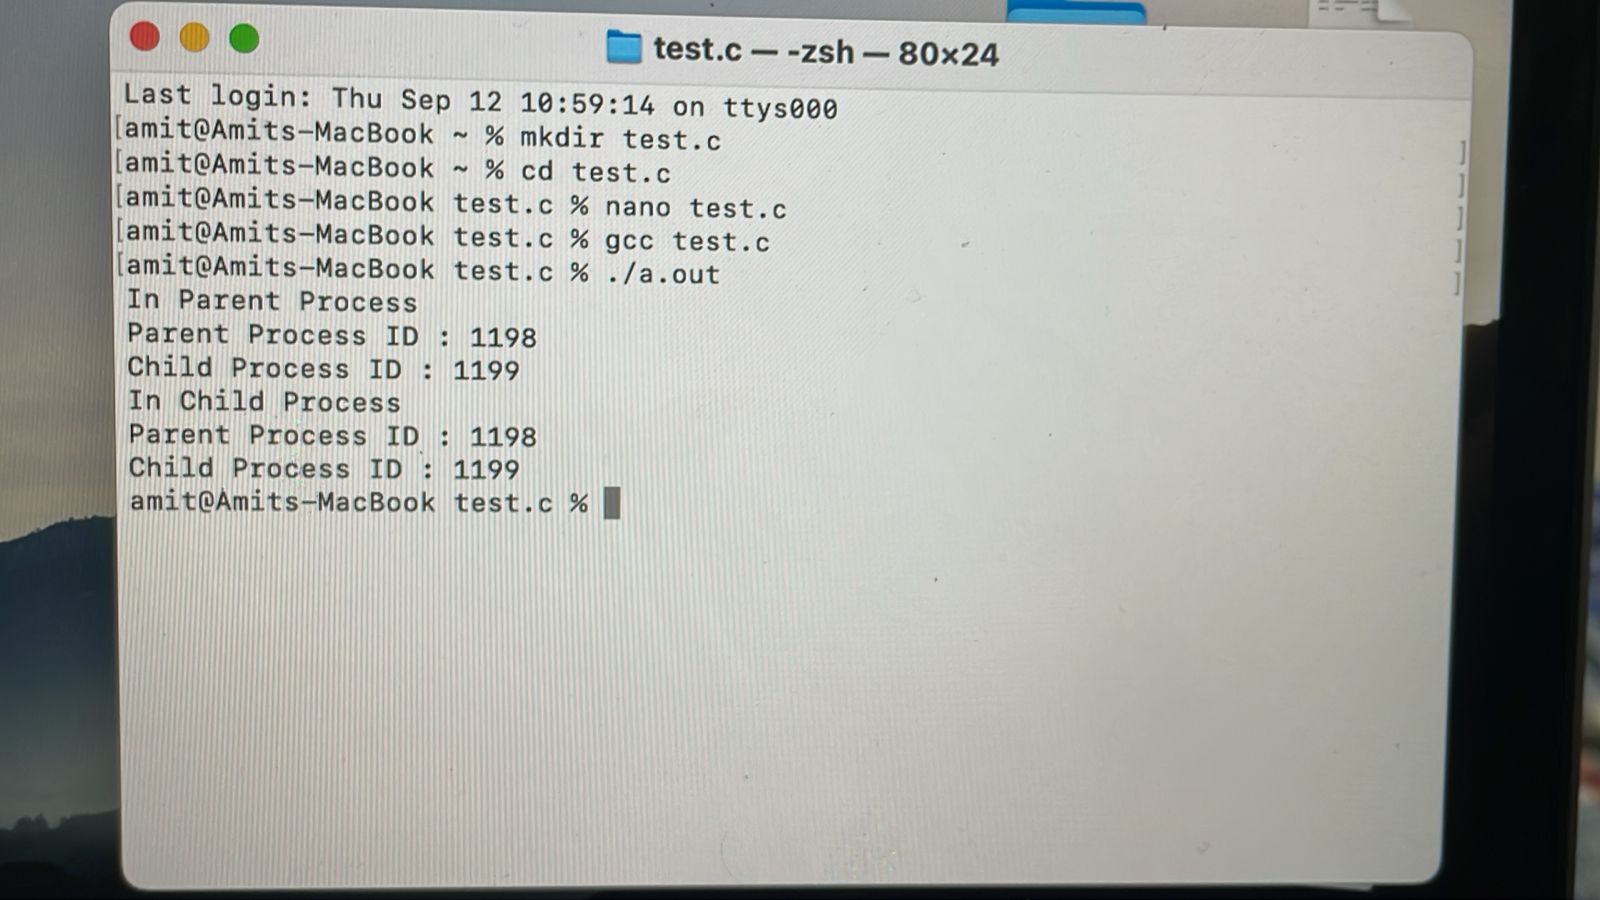 test.c — -zsh — 80×24
Last login: Thu Sep 12 10:59:14 on ttys000
[amit@Amits-MacBook ~ % mkdir test.c ]
[amit@Amits-MacBook ~ % cd test.c ]
[amit@Amits-MacBook test.c % nano test.c ]
[amit@Amits-MacBook test.c % gcc test.c ]
[amit@Amits-MacBook test.c % ./a.out ]
In Parent Process
Parent Process ID : 1198
Child Process ID : 1199
In Child Process
Parent Process ID : 1198
Child Process ID : 1199
amit@Amits-MacBook test.c %